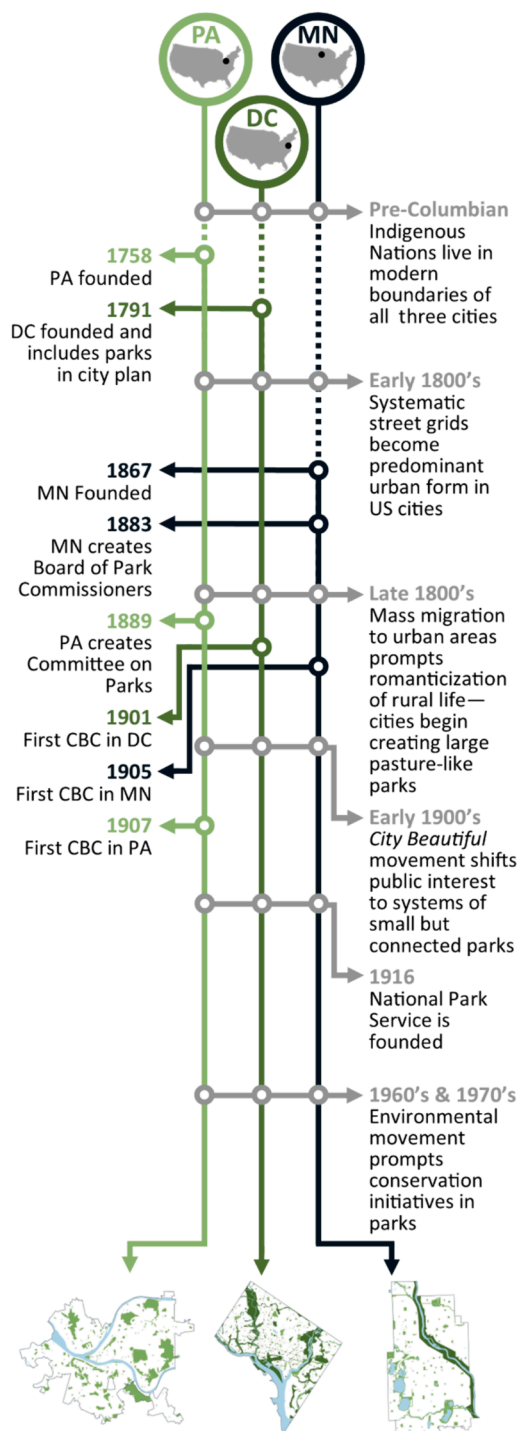 PA
MN
DC
Pre-Columbian
Indigenous
Nations live in
modern
boundaries of
all three cities
1758
PA founded
1791
DC founded and
includes parks
in city plan
Early 1800's
Systematic
street grids
become
predominant
urban form in
US cities
1867
MN Founded
1883
MN creates
Board of Park
Commissioners
Late 1800's
Mass migration
to urban areas
prompts
romanticization
of rural life—
cities begin
creating large
pasture-like
parks
1889
PA creates
Committee on
Parks
1901
First CBC in DC
1905
First CBC in MN
1907
First CBC in PA
Early 1900's
City Beautiful
movement shifts
public interest
to systems of
small but
connected parks
1916
National Park
Service is
founded
1960's & 1970's
Environmental
movement
prompts
conservation
initiatives in
parks